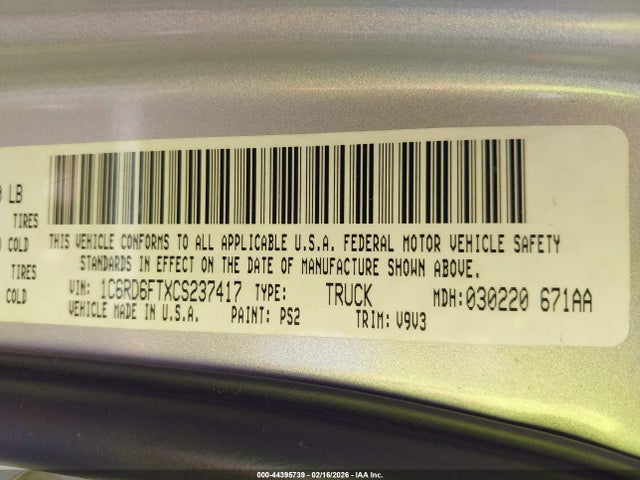 0 LB
TIRES
COLD
TIRES
COLD
THIS VEHICLE CONFORMS TO ALL APPLICABLE U.S.A. FEDERAL MOTOR VEHICLE SAFETY
STANDARDS IN EFFECT ON THE DATE OF MANUFACTURE SHOWN ABOVE.
VIN: 1C6RD6FTXCS237417 TYPE: TRUCK MDH:030220 671AA
VEHICLE MADE IN U.S.A. PAINT: PS2 TRIM: V9V3
000-44395739 - 02/16/2026 - IAA Inc.